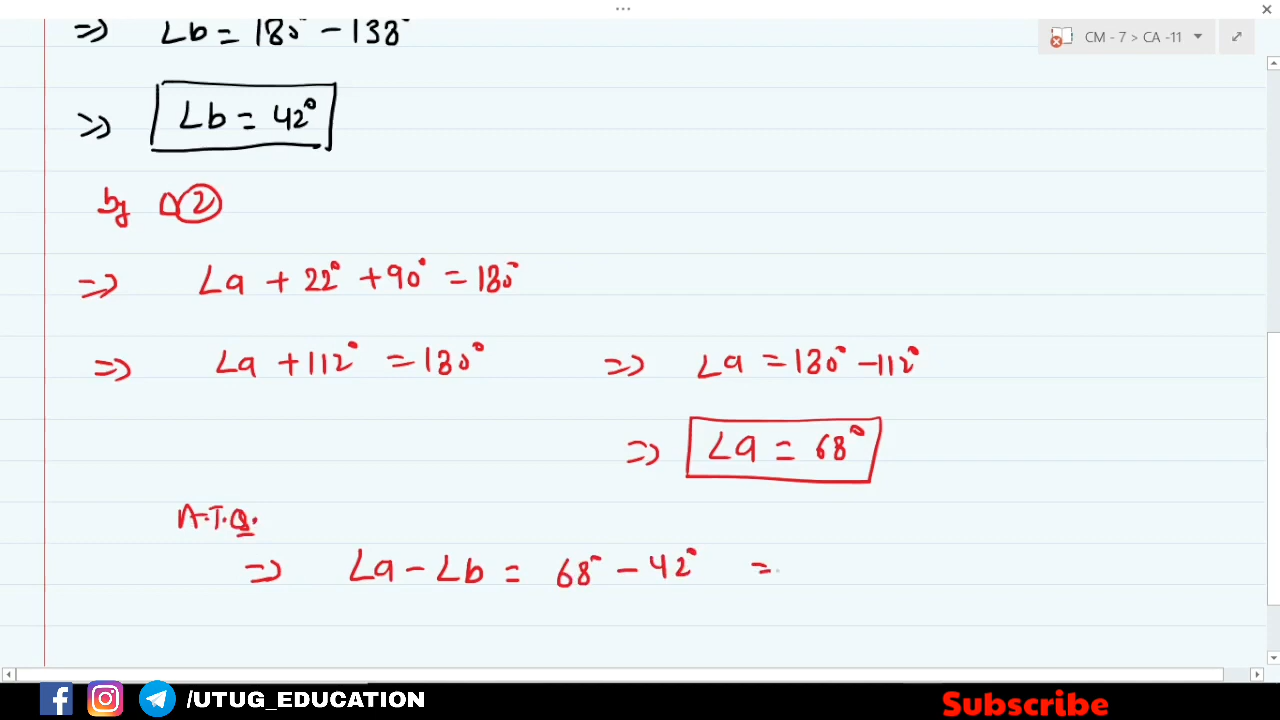 ...
CM - 7 > CA -11
⇒ ∠b = 180° - 138°
⇒ ∠b = 42°
by Δ 2
⇒ ∠a + 22° + 90° = 180°
⇒ ∠a + 112° = 180° ⇒ ∠a = 180° - 112°
⇒ ∠a = 68°
A.T.Q.
⇒ ∠a - ∠b = 68° - 42° =
/UTUG_EDUCATION
Subscribe